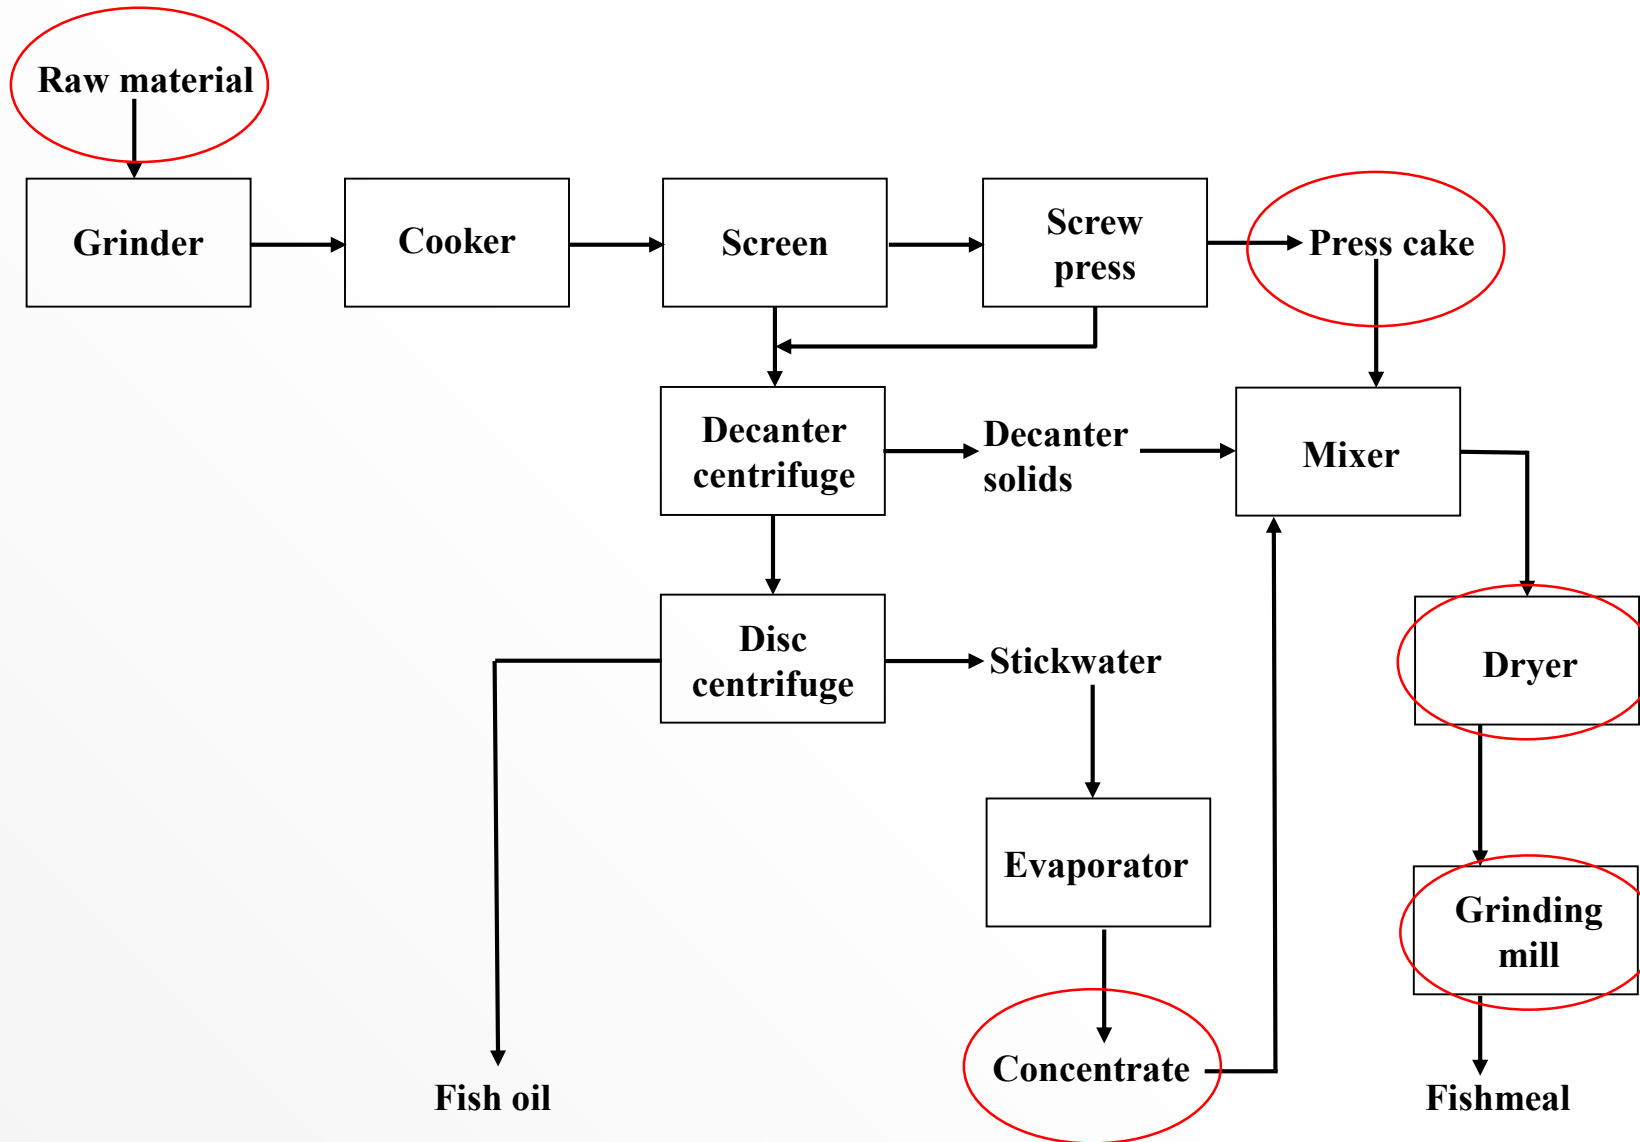 Raw material
Grinder
Cooker
Screen
Screw
press
Press cake
Decanter
centrifuge
Decanter
solids
Mixer
Disc
centrifuge
Stickwater
Dryer
Evaporator
Grinding
mill
Concentrate
Fish oil
Fishmeal